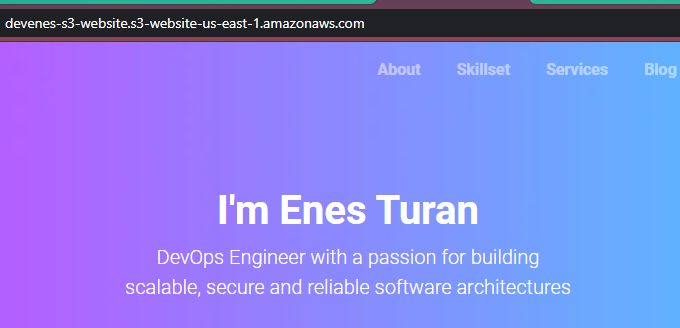 devenes-s3-website.s3-website-us-east-1.amazonaws.com
About Skillset Services Blog
I'm Enes Turan
DevOps Engineer with a passion for building
scalable, secure and reliable software architectures